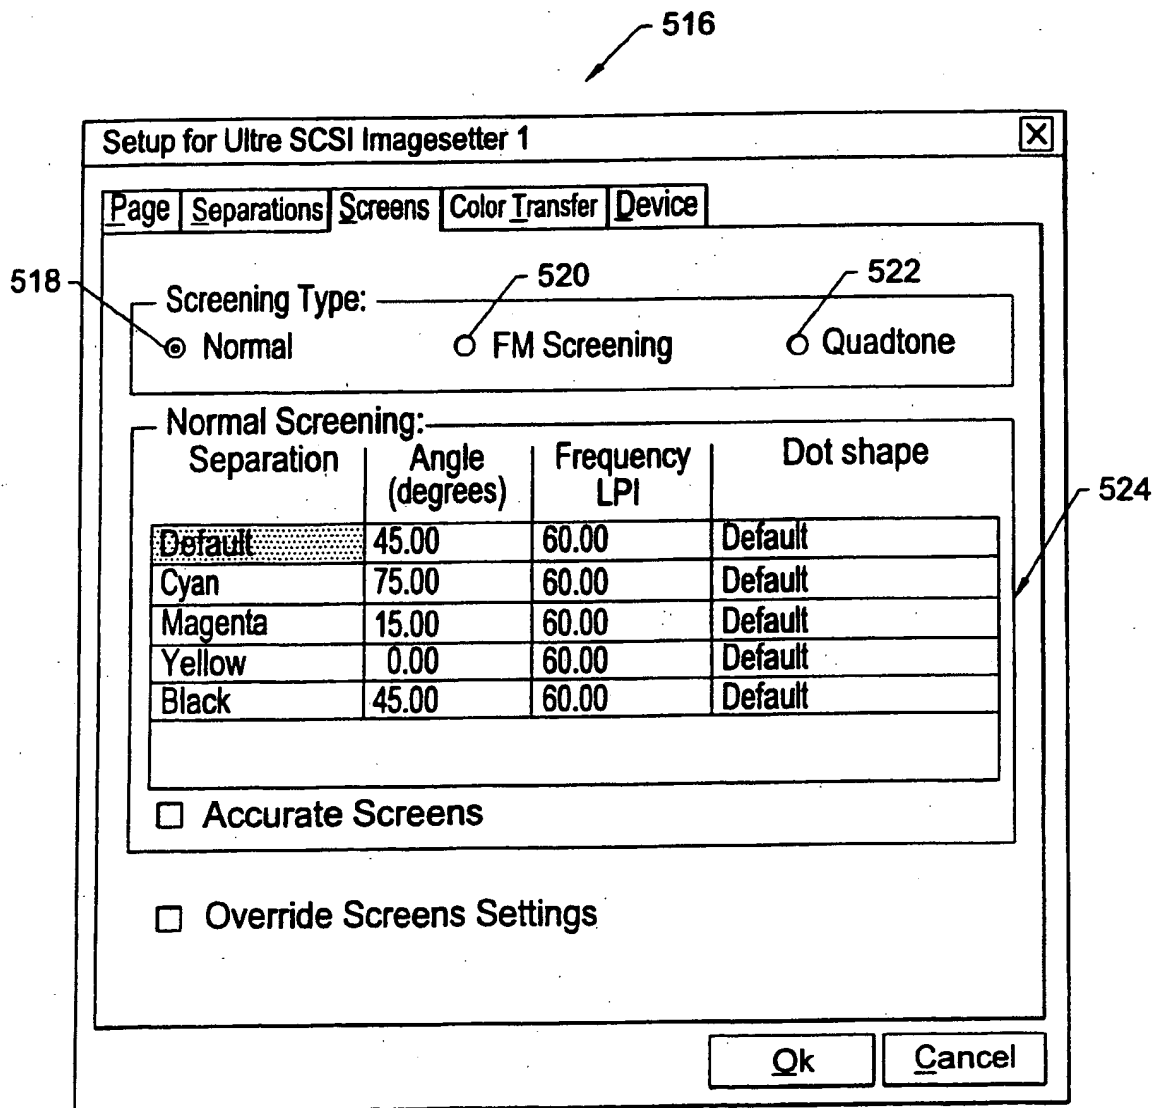 516
Setup for Ultre SCSI Imagesetter 1
Page Separations Screens Color Transfer Device
518
520
522
Screening Type:
Normal FM Screening Quadtone
Normal Screening:
Separation Angle (degrees) Frequency LPI Dot shape
524
Default 45.00 60.00 Default
Cyan 75.00 60.00 Default
Magenta 15.00 60.00 Default
Yellow 0.00 60.00 Default
Black 45.00 60.00 Default
Accurate Screens
Override Screens Settings
Ok Cancel